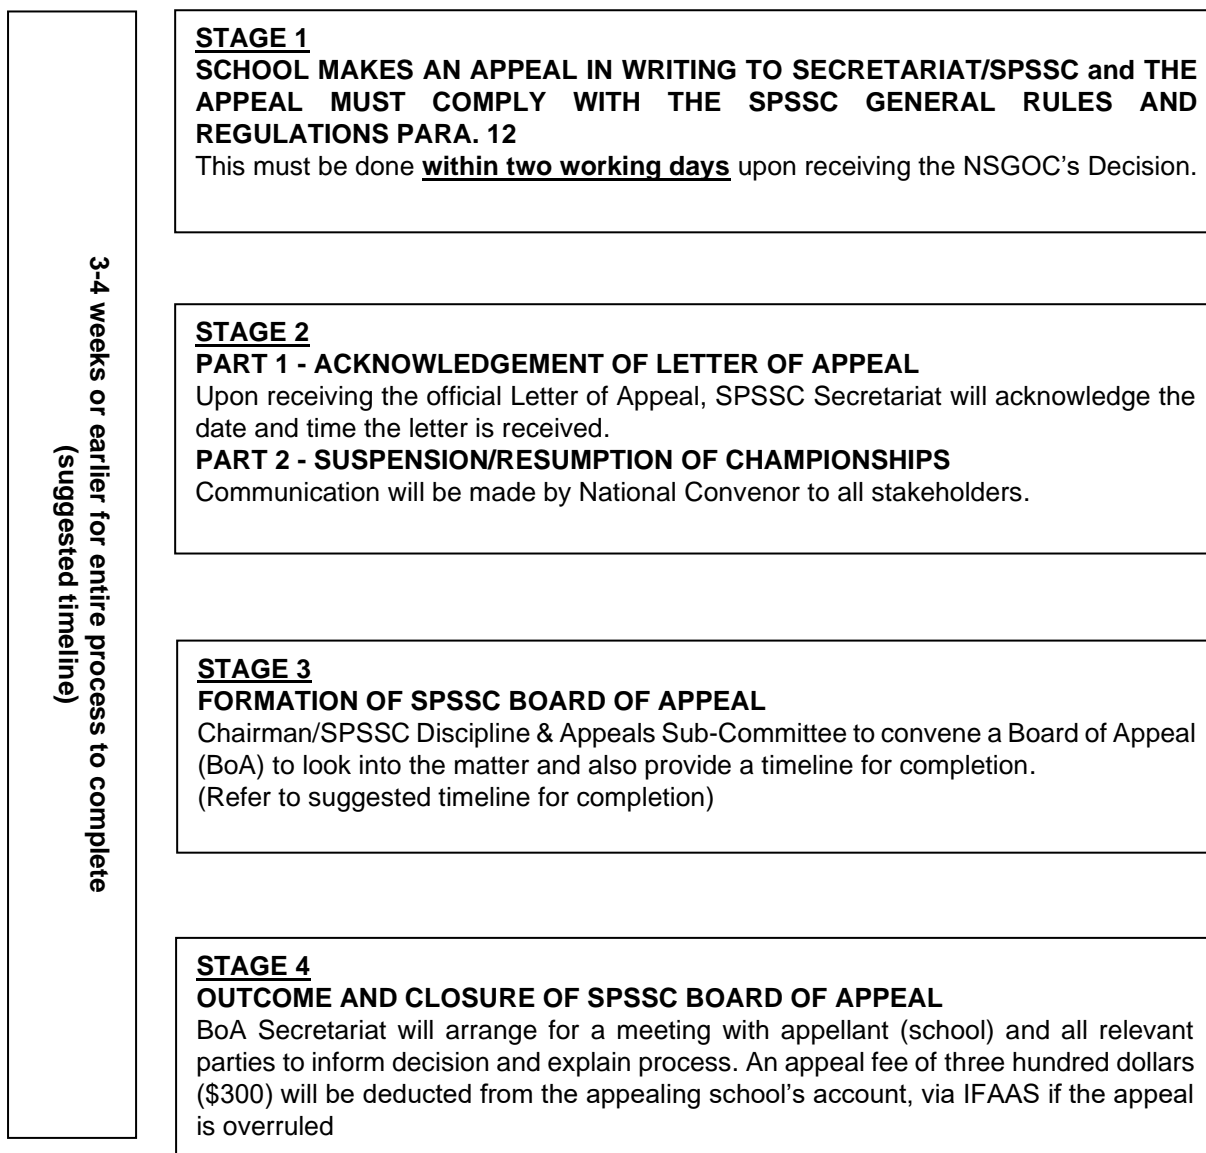 3-4 weeks or earlier for entire process to complete
(suggested timeline)
STAGE 1
SCHOOL MAKES AN APPEAL IN WRITING TO SECRETARIAT/SPSSC and THE
APPEAL MUST COMPLY WITH THE SPSSC GENERAL RULES AND
REGULATIONS PARA. 12
This must be done within two working days upon receiving the NSGOC's Decision.
STAGE 2
PART 1 - ACKNOWLEDGEMENT OF LETTER OF APPEAL
Upon receiving the official Letter of Appeal, SPSSC Secretariat will acknowledge the
date and time the letter is received.
PART 2 - SUSPENSION/RESUMPTION OF CHAMPIONSHIPS
Communication will be made by National Convenor to all stakeholders.
STAGE 3
FORMATION OF SPSSC BOARD OF APPEAL
Chairman/SPSSC Discipline & Appeals Sub-Committee to convene a Board of Appeal
(BoA) to look into the matter and also provide a timeline for completion.
(Refer to suggested timeline for completion)
STAGE 4
OUTCOME AND CLOSURE OF SPSSC BOARD OF APPEAL
BoA Secretariat will arrange for a meeting with appellant (school) and all relevant
parties to inform decision and explain process. An appeal fee of three hundred dollars
($300) will be deducted from the appealing school's account, via IFAAS if the appeal
is overruled